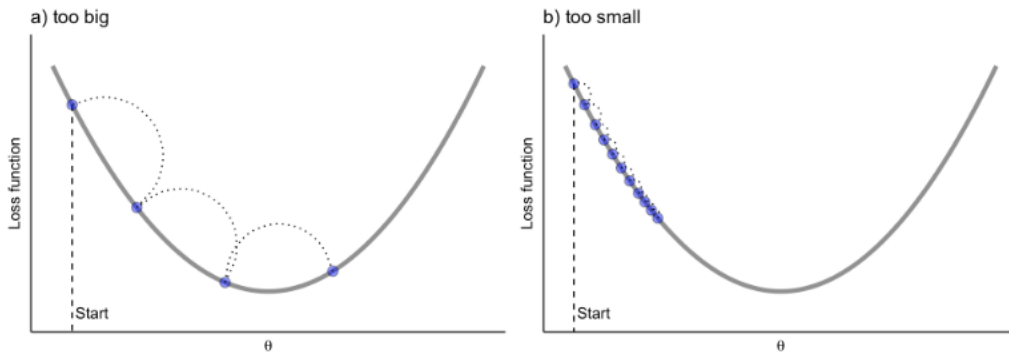 a) too big
Loss function
Start
θ
b) too small
Loss function
Start
θ